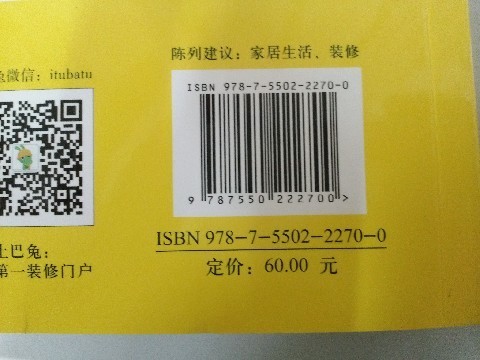 陈列建议：家居生活、装修
兔微信：itubatu
ISBN 978-7-5502-2270-0
9 787550 222700>
ISBN 978-7-5502-2270-0
定价：60.00 元
土巴兔：
第一装修门户